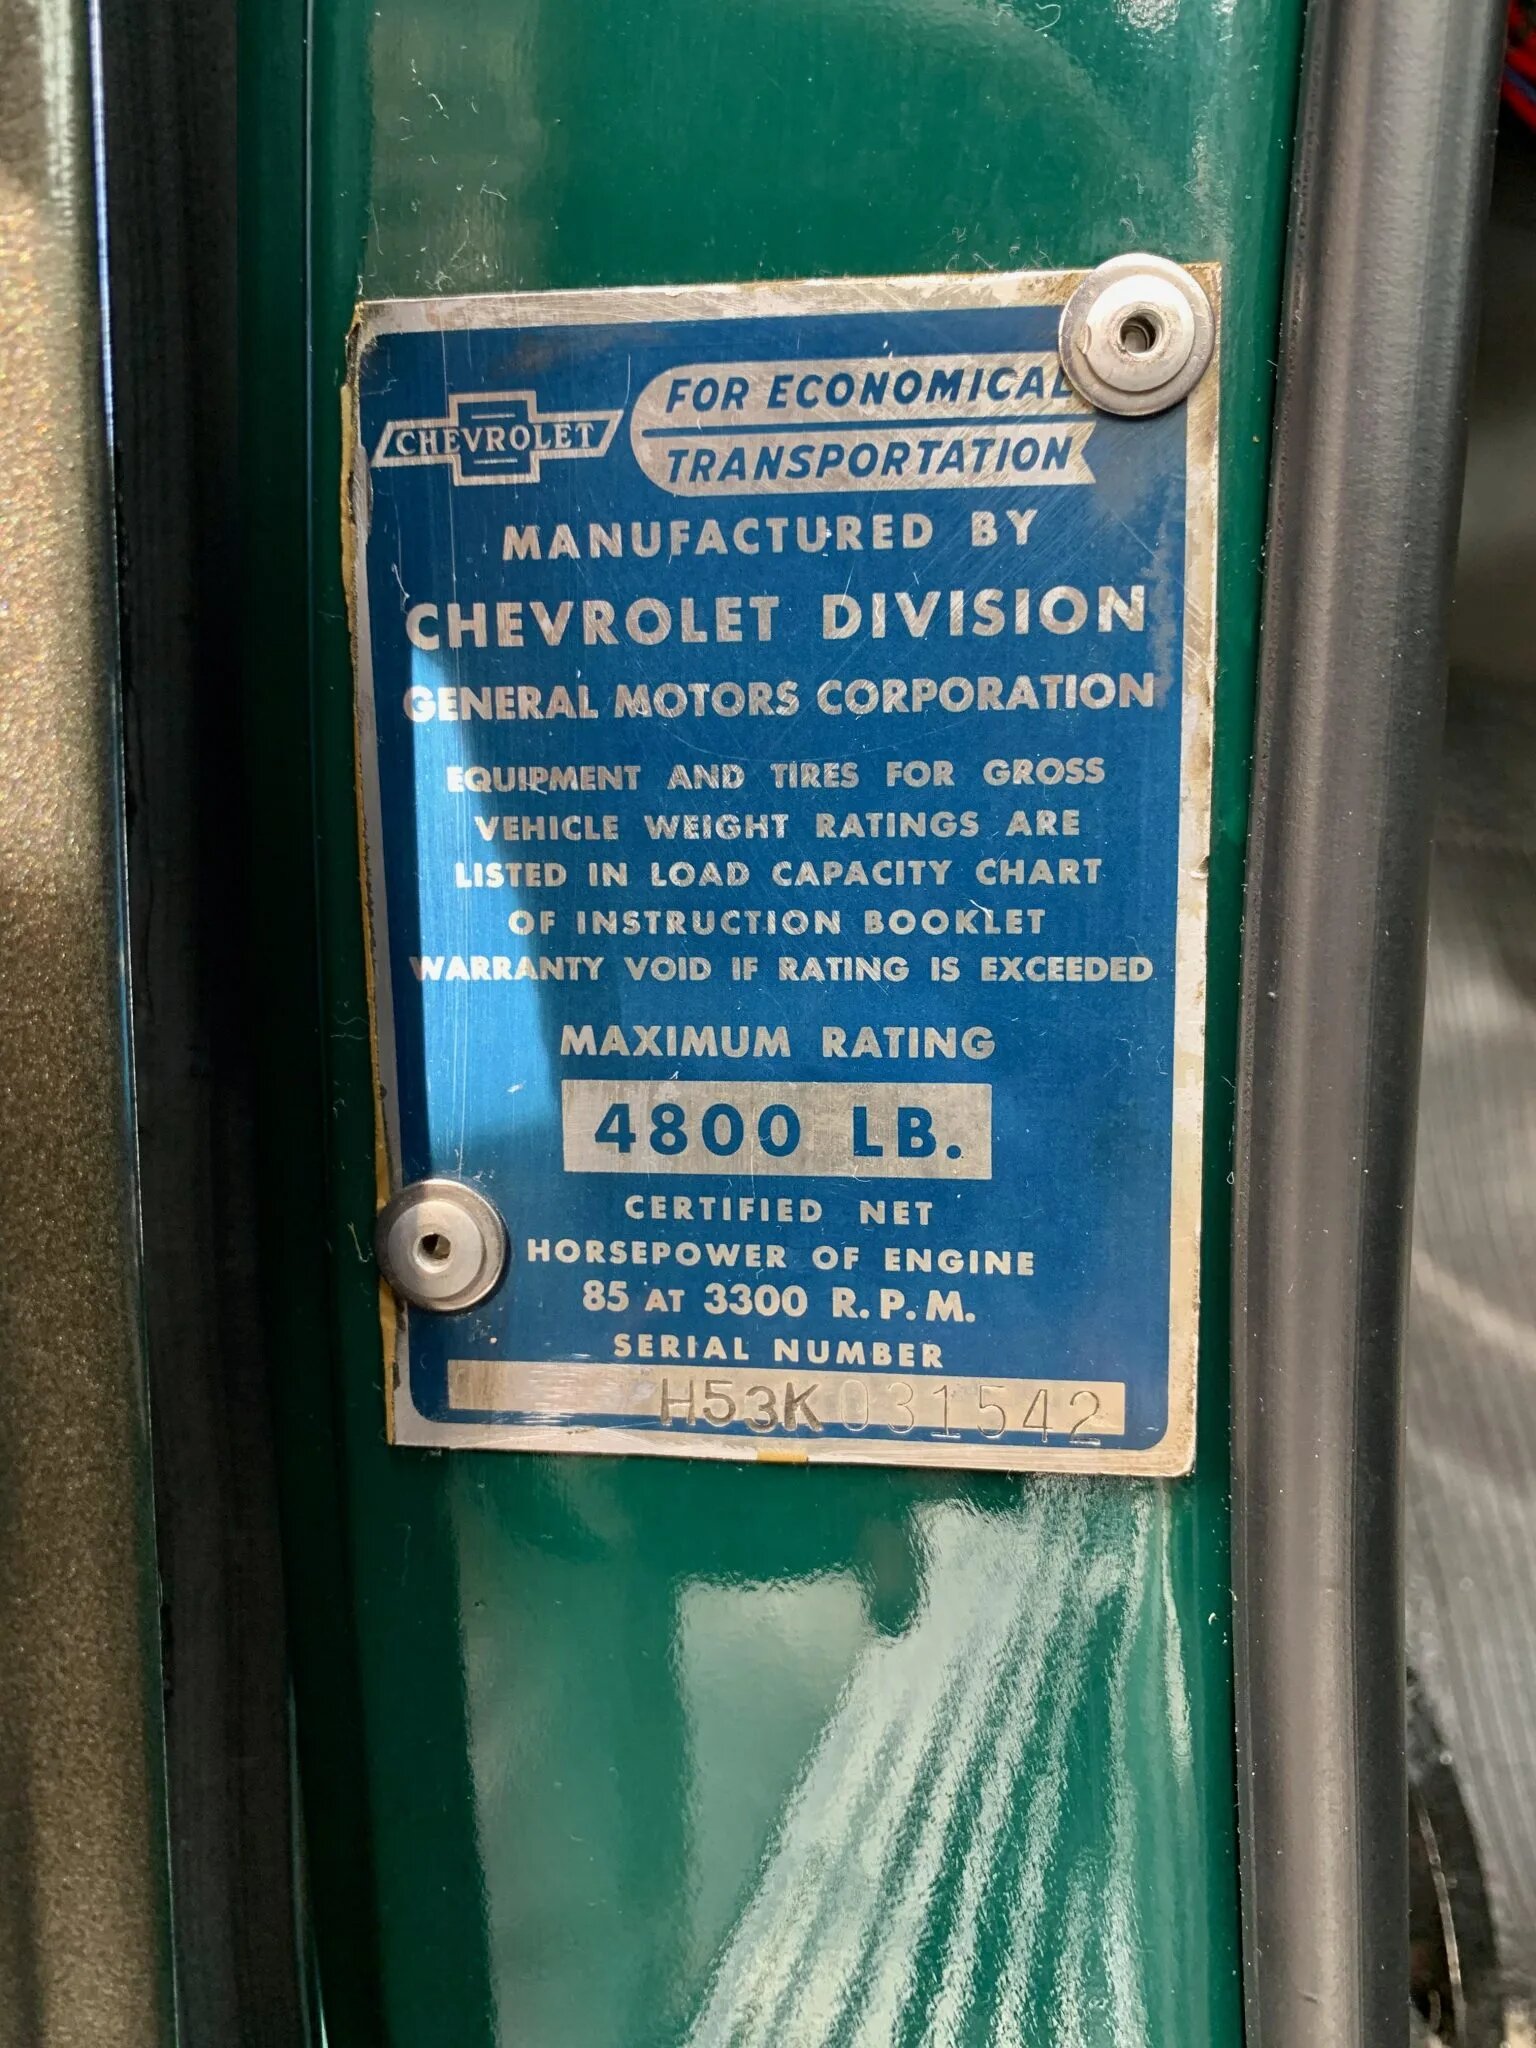 CHEVROLET
FOR ECONOMICAL
TRANSPORTATION
MANUFACTURED BY
CHEVROLET DIVISION
GENERAL MOTORS CORPORATION
EQUIPMENT AND TIRES FOR GROSS
VEHICLE WEIGHT RATINGS ARE
LISTED IN LOAD CAPACITY CHART
OF INSTRUCTION BOOKLET
WARRANTY VOID IF RATING IS EXCEEDED
MAXIMUM RATING
4800 LB.
CERTIFIED NET
HORSEPOWER OF ENGINE
85 AT 3300 R.P.M.
SERIAL NUMBER
H53K031542